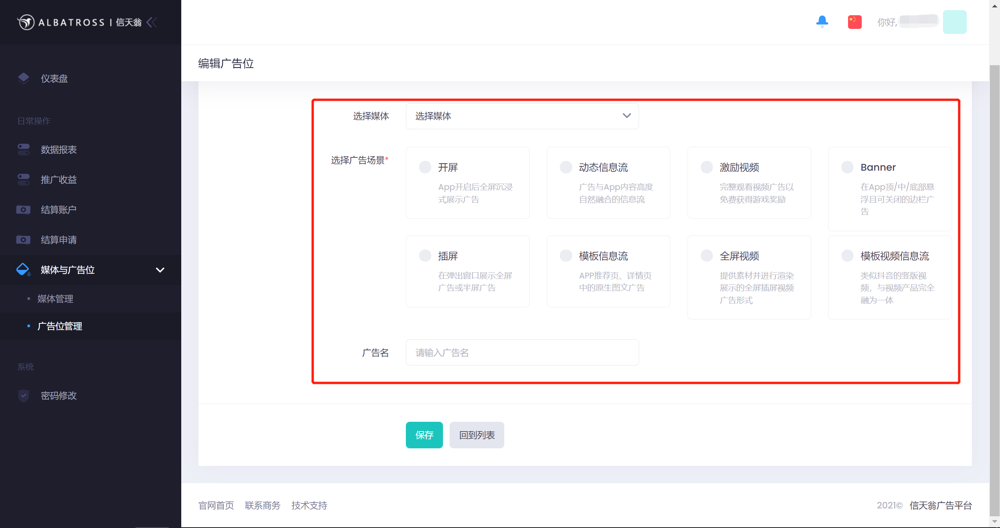 ALBATROSS | 信天翁
你好,
编辑广告位
仪表盘
日常操作
数据报表
推广收益
结算账户
结算申请
媒体与广告位
媒体管理
广告位管理
系统
密码修改
选择媒体
选择媒体
选择广告场景*
开屏
App开启后全屏沉浸
式展示广告
动态信息流
广告与App内容高度
自然融合的信息流
激励视频
完整观看视频广告以
免费获得游戏奖励
Banner
在App顶/中/底部悬
浮且可关闭的边栏广
告
插屏
在弹出窗口展示全屏
广告或半屏广告
模板信息流
APP推荐页、详情页
中的原生图文广告
全屏视频
提供素材并进行渲染
展示的全屏插屏视频
广告形式
模板视频信息流
类似抖音的竖版视
频，与视频产品完全
融为一体
广告名
请输入广告名
保存
回到列表
官网首页 联系商务 技术支持
2021© 信天翁广告平台